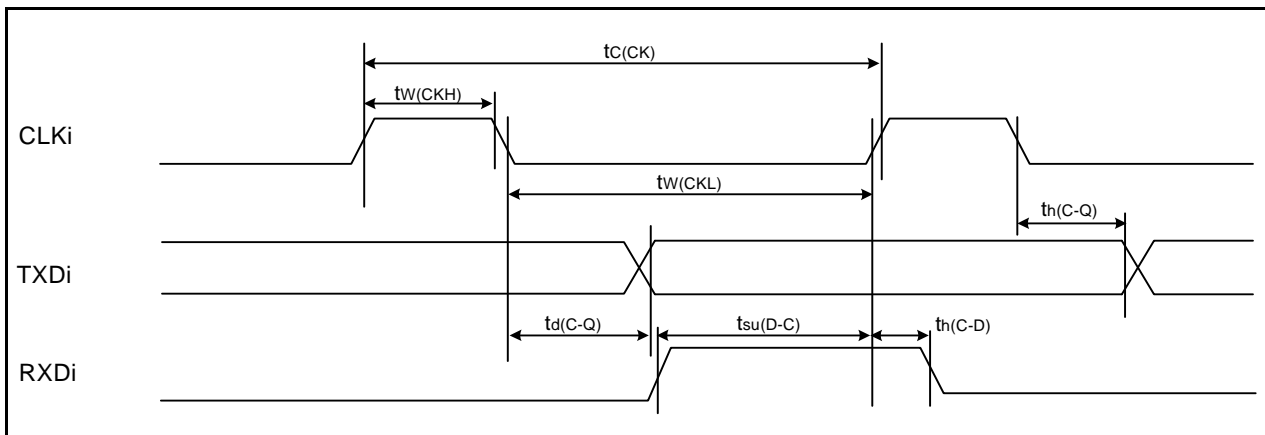 tC(CK)
tW(CKH)
CLKi
tW(CKL)
th(C-Q)
TXDi
td(C-Q)
tsu(D-C)
th(C-D)
RXDi